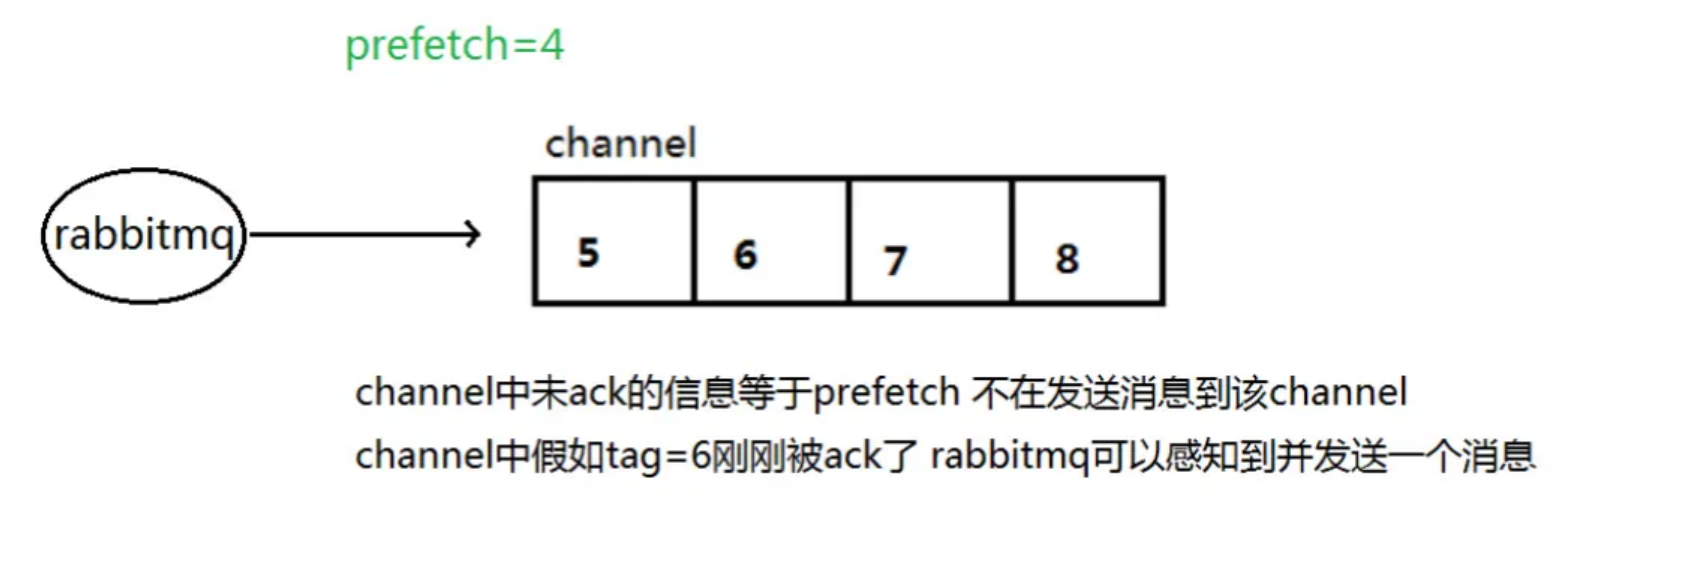 prefetch=4
channel
rabbitmq
5 6 7 8
channel中未ack的信息等于prefetch 不在发送消息到该channel
channel中假如tag=6刚刚被ack了 rabbitmq可以感知到并发送一个消息